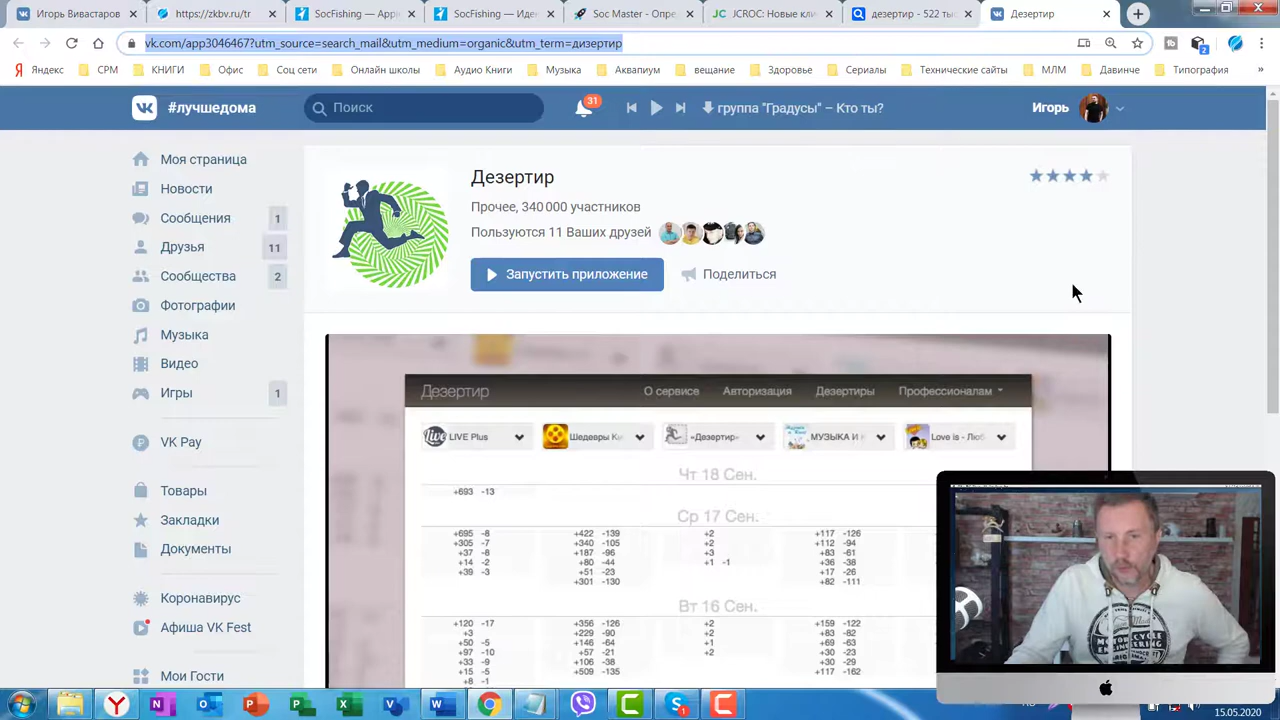 Игорь Вивастаров
https://zkbv.ru/tr
SocFishing — Appl
SocFishing — Иде
Soc Master - Опре
JCROC: Новые кли
дезертир - 522 ты
Дезертир
vk.com/app3046467?utm_source=search_mail&utm_medium=organic&utm_term=дизертир
Яндекс
СРМ
КНИГИ
Офис
Соц сети
Онлайн школы
Аудио Книги
Музыка
Аквапиум
вещание
Здоровье
Сериалы
Технические сайты
МЛМ
Давинче
Типография
#лучшедома
Поиск
31
группа "Градусы" – Кто ты?
Игорь
Моя страница
Новости
Сообщения 1
Друзья 11
Сообщества 2
Фотографии
Музыка
Видео
Игры 1
VK Pay
Товары
Закладки
Документы
Коронавирус
Афиша VK Fest
Мои Гости
Дезертир
Прочее, 340 000 участников
Пользуются 11 Ваших друзей
Запустить приложение
Поделиться
Дезертир
О сервисе
Авторизация
Дезертиры
Профессионалам
LIVE Plus
Шедевры Ки
«Дезертир»
МУЗЫКА И К
Love is - Люб
Чт 18 Сен.
+693 -13
Ср 17 Сен.
+695 -8 +422 -139 +2 +117 -126
+305 -7 +340 -105 +2 +112 -94
+37 -8 +187 -96 +3 +83 -61
+14 -2 +80 -44 +1 -1 +36 -38
+39 -3 +51 -23 +17 -26
+301 -130 +82 -111
Вт 16 Сен.
+120 -17 +356 -126 +2 +159 -122
+3 +229 -90 +2 +83 -82
+50 -5 +146 -64 +1 +69 -63
+97 -10 +57 -21 +2 +61 -54
+33 -9 +106 -38 +30 -29
+15 -5 +509 -135 +117 -162
+8 -1
MOTORCYCLE
15.05.2020